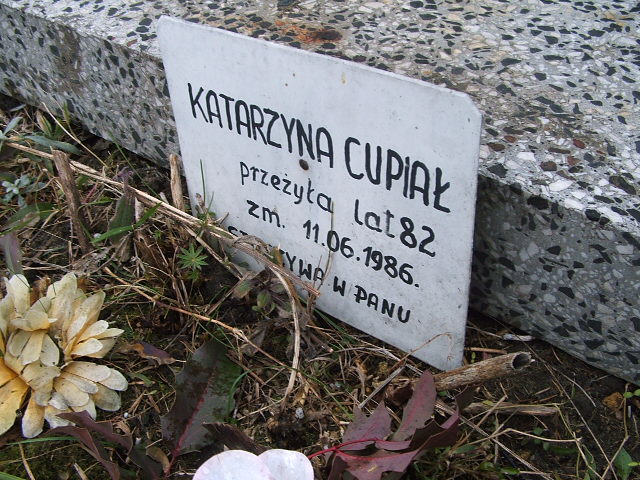 KATARZYNA CUPIAŁ
przeżyła lat 82
zm. 11.06.1986.
W PANU